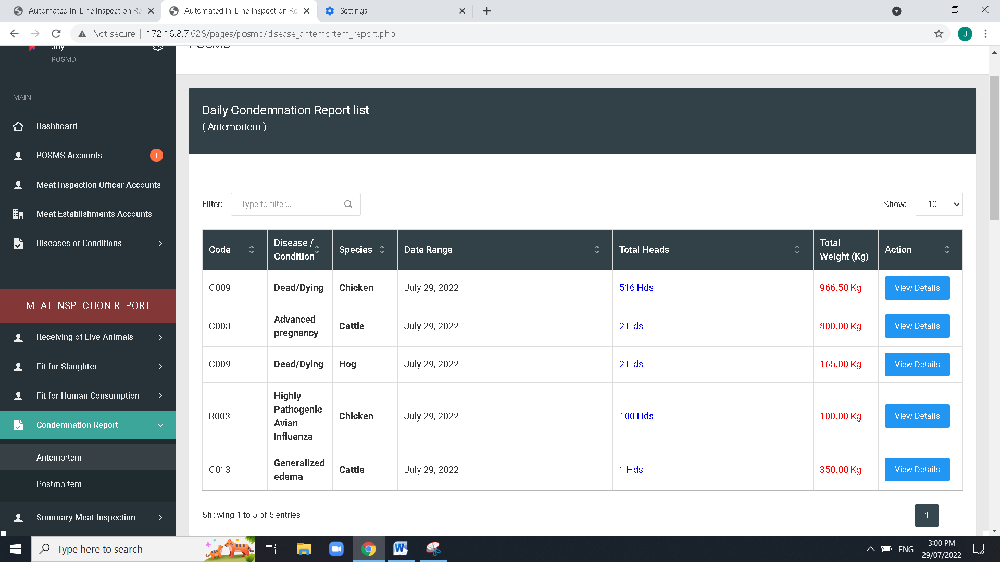 Automated In-Line Inspection Re
Automated In-Line Inspection Re
Settings
Not secure
172.16.8.7:628/pages/posmd/disease_antemortem_report.php
J
Joy
POSMD
POSMD
MAIN
Dashboard
POSMS Accounts
1
Meat Inspection Officer Accounts
Meat Establishments Accounts
Diseases or Conditions
MEAT INSPECTION REPORT
Receiving of Live Animals
Fit for Slaughter
Fit for Human Consumption
Condemnation Report
Antemortem
Postmortem
Summary Meat Inspection
Daily Condemnation Report list
( Antemortem )
Filter:
Type to filter...
Show:
10
Code
Disease /
Condition
Species
Date Range
Total Heads
Total
Weight (Kg)
Action
C009
Dead/Dying
Chicken
July 29, 2022
516 Hds
966.50 Kg
View Details
C003
Advanced
pregnancy
Cattle
July 29, 2022
2 Hds
800.00 Kg
View Details
C009
Dead/Dying
Hog
July 29, 2022
2 Hds
165.00 Kg
View Details
R003
Highly
Pathogenic
Avian
Influenza
Chicken
July 29, 2022
100 Hds
100.00 Kg
View Details
C013
Generalized
edema
Cattle
July 29, 2022
1 Hds
350.00 Kg
View Details
Showing 1 to 5 of 5 entries
←
1
→
Type here to search
ENG
3:00 PM
29/07/2022